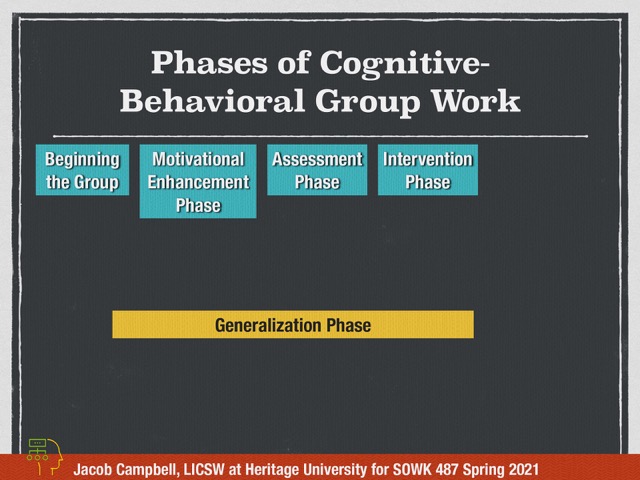 Phases of Cognitive-
Behavioral Group Work
Beginning
the Group
Motivational
Enhancement
Phase
Assessment
Phase
Intervention
Phase
Generalization Phase
Jacob Campbell, LICSW at Heritage University for SOWK 487 Spring 2021